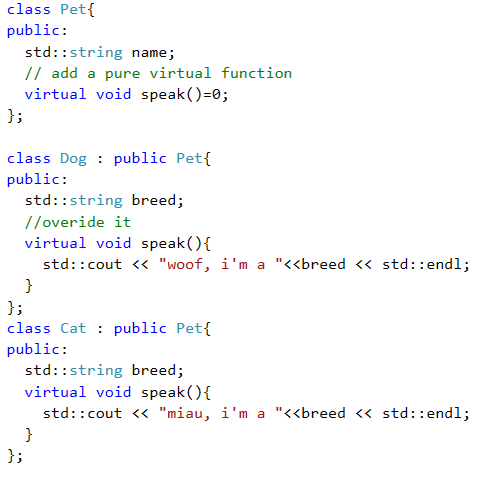 class Pet{
public:
  std::string name;
  // add a pure virtual function
  virtual void speak()=0;
};

class Dog : public Pet{
public:
  std::string breed;
  //overide it
  virtual void speak(){
    std::cout << "woof, i'm a "<<breed << std::endl;
  }
};
class Cat : public Pet{
public:
  std::string breed;
  virtual void speak(){
    std::cout << "miau, i'm a "<<breed << std::endl;
  }
};